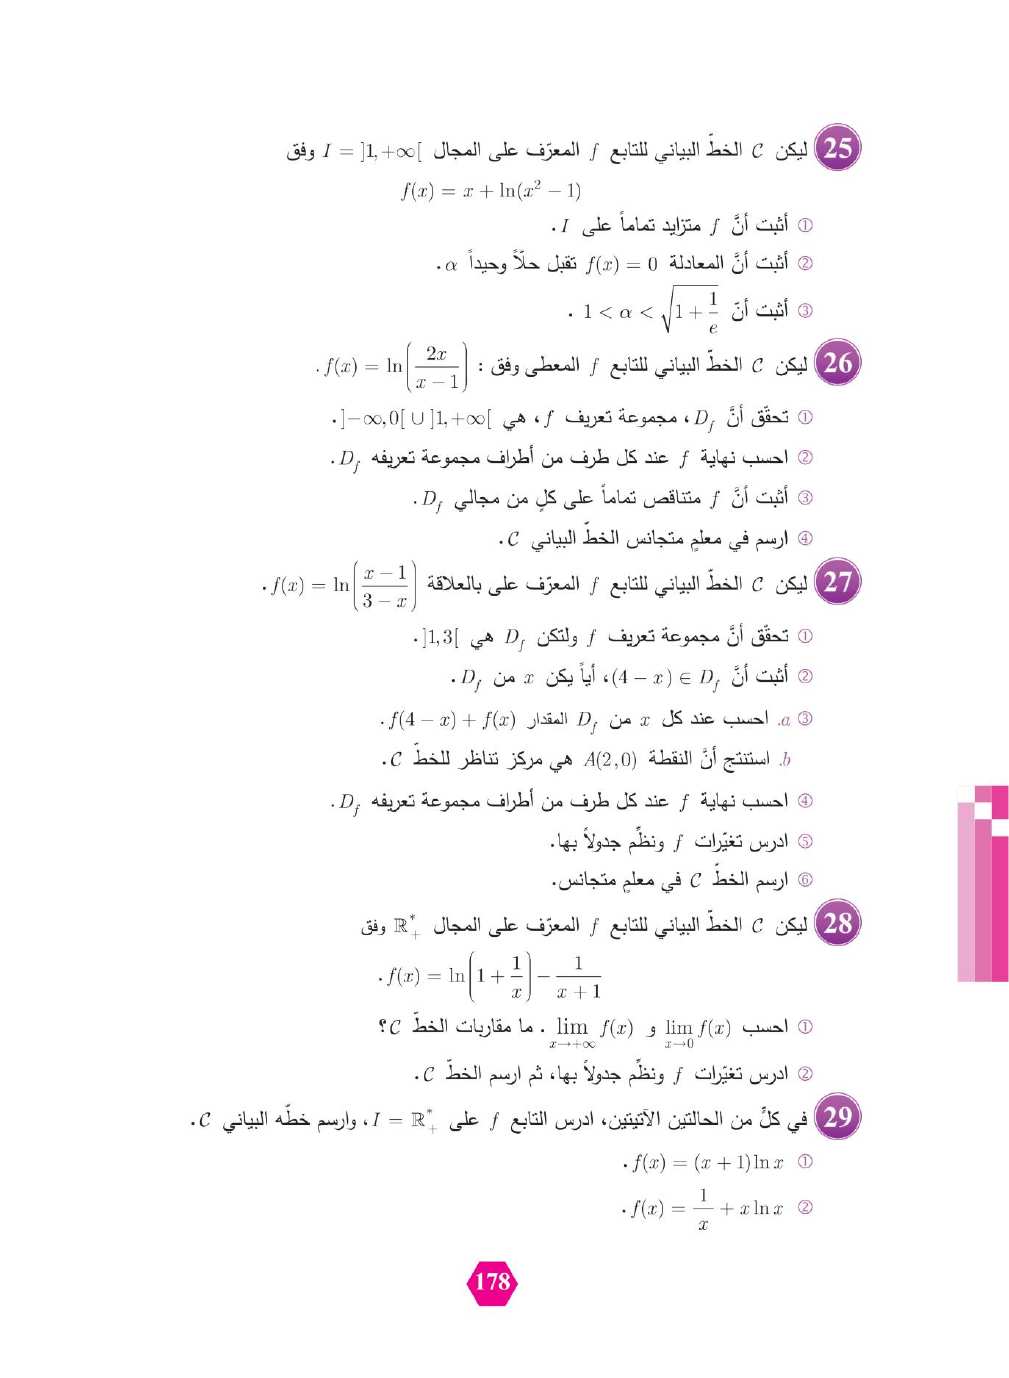 25 ليكن C الخطّ البياني للتابع f المعرّف على المجال I = ]1,+∞[ وفق
f(x) = x + ln(x² − 1)
① أثبت أنَّ f متزايد تماماً على I.
② أثبت أنَّ المعادلة f(x) = 0 تقبل حلّاً وحيداً α.
③ أثبت أنّ 1 < α < √(1 + 1/e) .
26 ليكن C الخطّ البياني للتابع f المعطى وفق : f(x) = ln(2x/(x − 1)).
① تحقّق أنَّ D_f، مجموعة تعريف f، هي ]−∞,0[ ∪ ]1,+∞[.
② احسب نهاية f عند كل طرف من أطراف مجموعة تعريفه D_f.
③ أثبت أنَّ f متناقص تماماً على كلٍ من مجالي D_f.
④ ارسم في معلمٍ متجانس الخطّ البياني C.
27 ليكن C الخطّ البياني للتابع f المعرّف على بالعلاقة f(x) = ln((x − 1)/(3 − x)).
① تحقّق أنَّ مجموعة تعريف f ولتكن D_f هي ]1,3[.
② أثبت أنَّ (4 − x) ∈ D_f، أياً يكن x من D_f.
③ a. احسب عند كل x من D_f المقدار f(4 − x) + f(x).
b. استنتج أنَّ النقطة A(2,0) هي مركز تناظر للخطّ C.
④ احسب نهاية f عند كل طرف من أطراف مجموعة تعريفه D_f.
⑤ ادرس تغيّرات f ونظِّم جدولاً بها.
⑥ ارسم الخطّ C في معلمٍ متجانس.
28 ليكن C الخطّ البياني للتابع f المعرّف على المجال ℝ*₊ وفق
f(x) = ln(1 + 1/x) − 1/(x + 1).
① احسب lim_{x→0} f(x) و lim_{x→+∞} f(x) . ما مقاربات الخطّ C؟
② ادرس تغيّرات f ونظِّم جدولاً بها، ثم ارسم الخطّ C.
29 في كلٍّ من الحالتين الآتيتين، ادرس التابع f على I = ℝ*₊، وارسم خطّه البياني C.
① f(x) = (x + 1)ln x.
② f(x) = 1/x + x ln x.
178